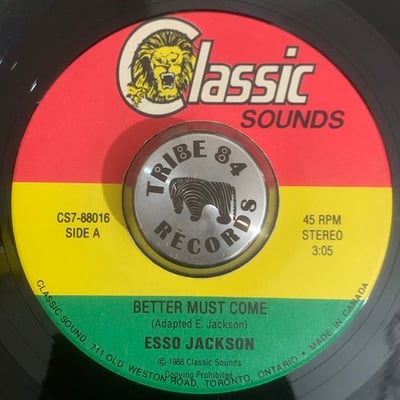 Classic
SOUNDS
TRIBE 84
RECORDS
CS7-88016
SIDE A
45 RPM
STEREO
3:05
BETTER MUST COME
(Adapted E. Jackson)
ESSO JACKSON
© 1988 Classic Sounds
Copying Prohibited
CLASSIC SOUND, 711 OLD WESTON ROAD, TORONTO, ONTARIO • MADE IN CANADA